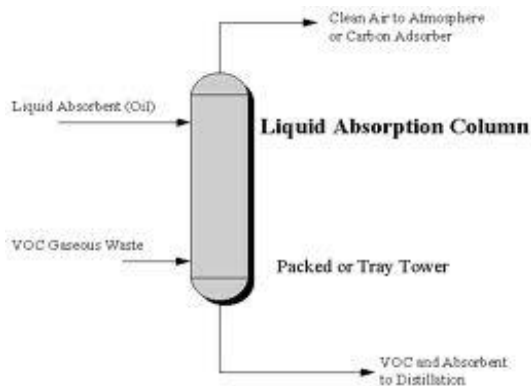 Clean Air to Atmosphere
or Carbon Adsorber
Liquid Absorbent (Oil)
Liquid Absorption Column
VOC Gaseous Waste
Packed or Tray Tower
VOC and Absorbent
to Distillation